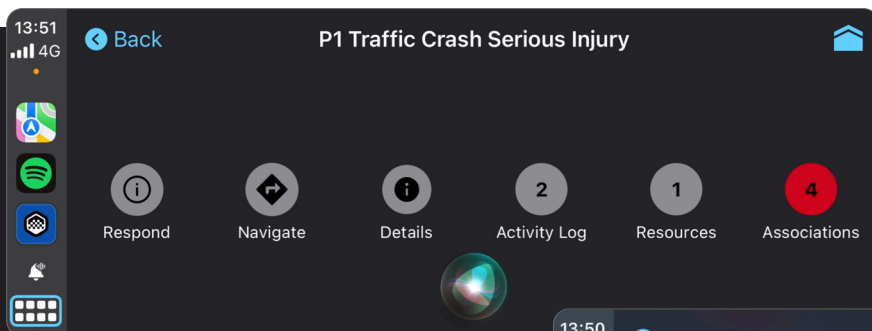 13:51
4G
Back
P1 Traffic Crash Serious Injury
2
1
4
Respond
Navigate
Details
Activity Log
Resources
Associations
13:50